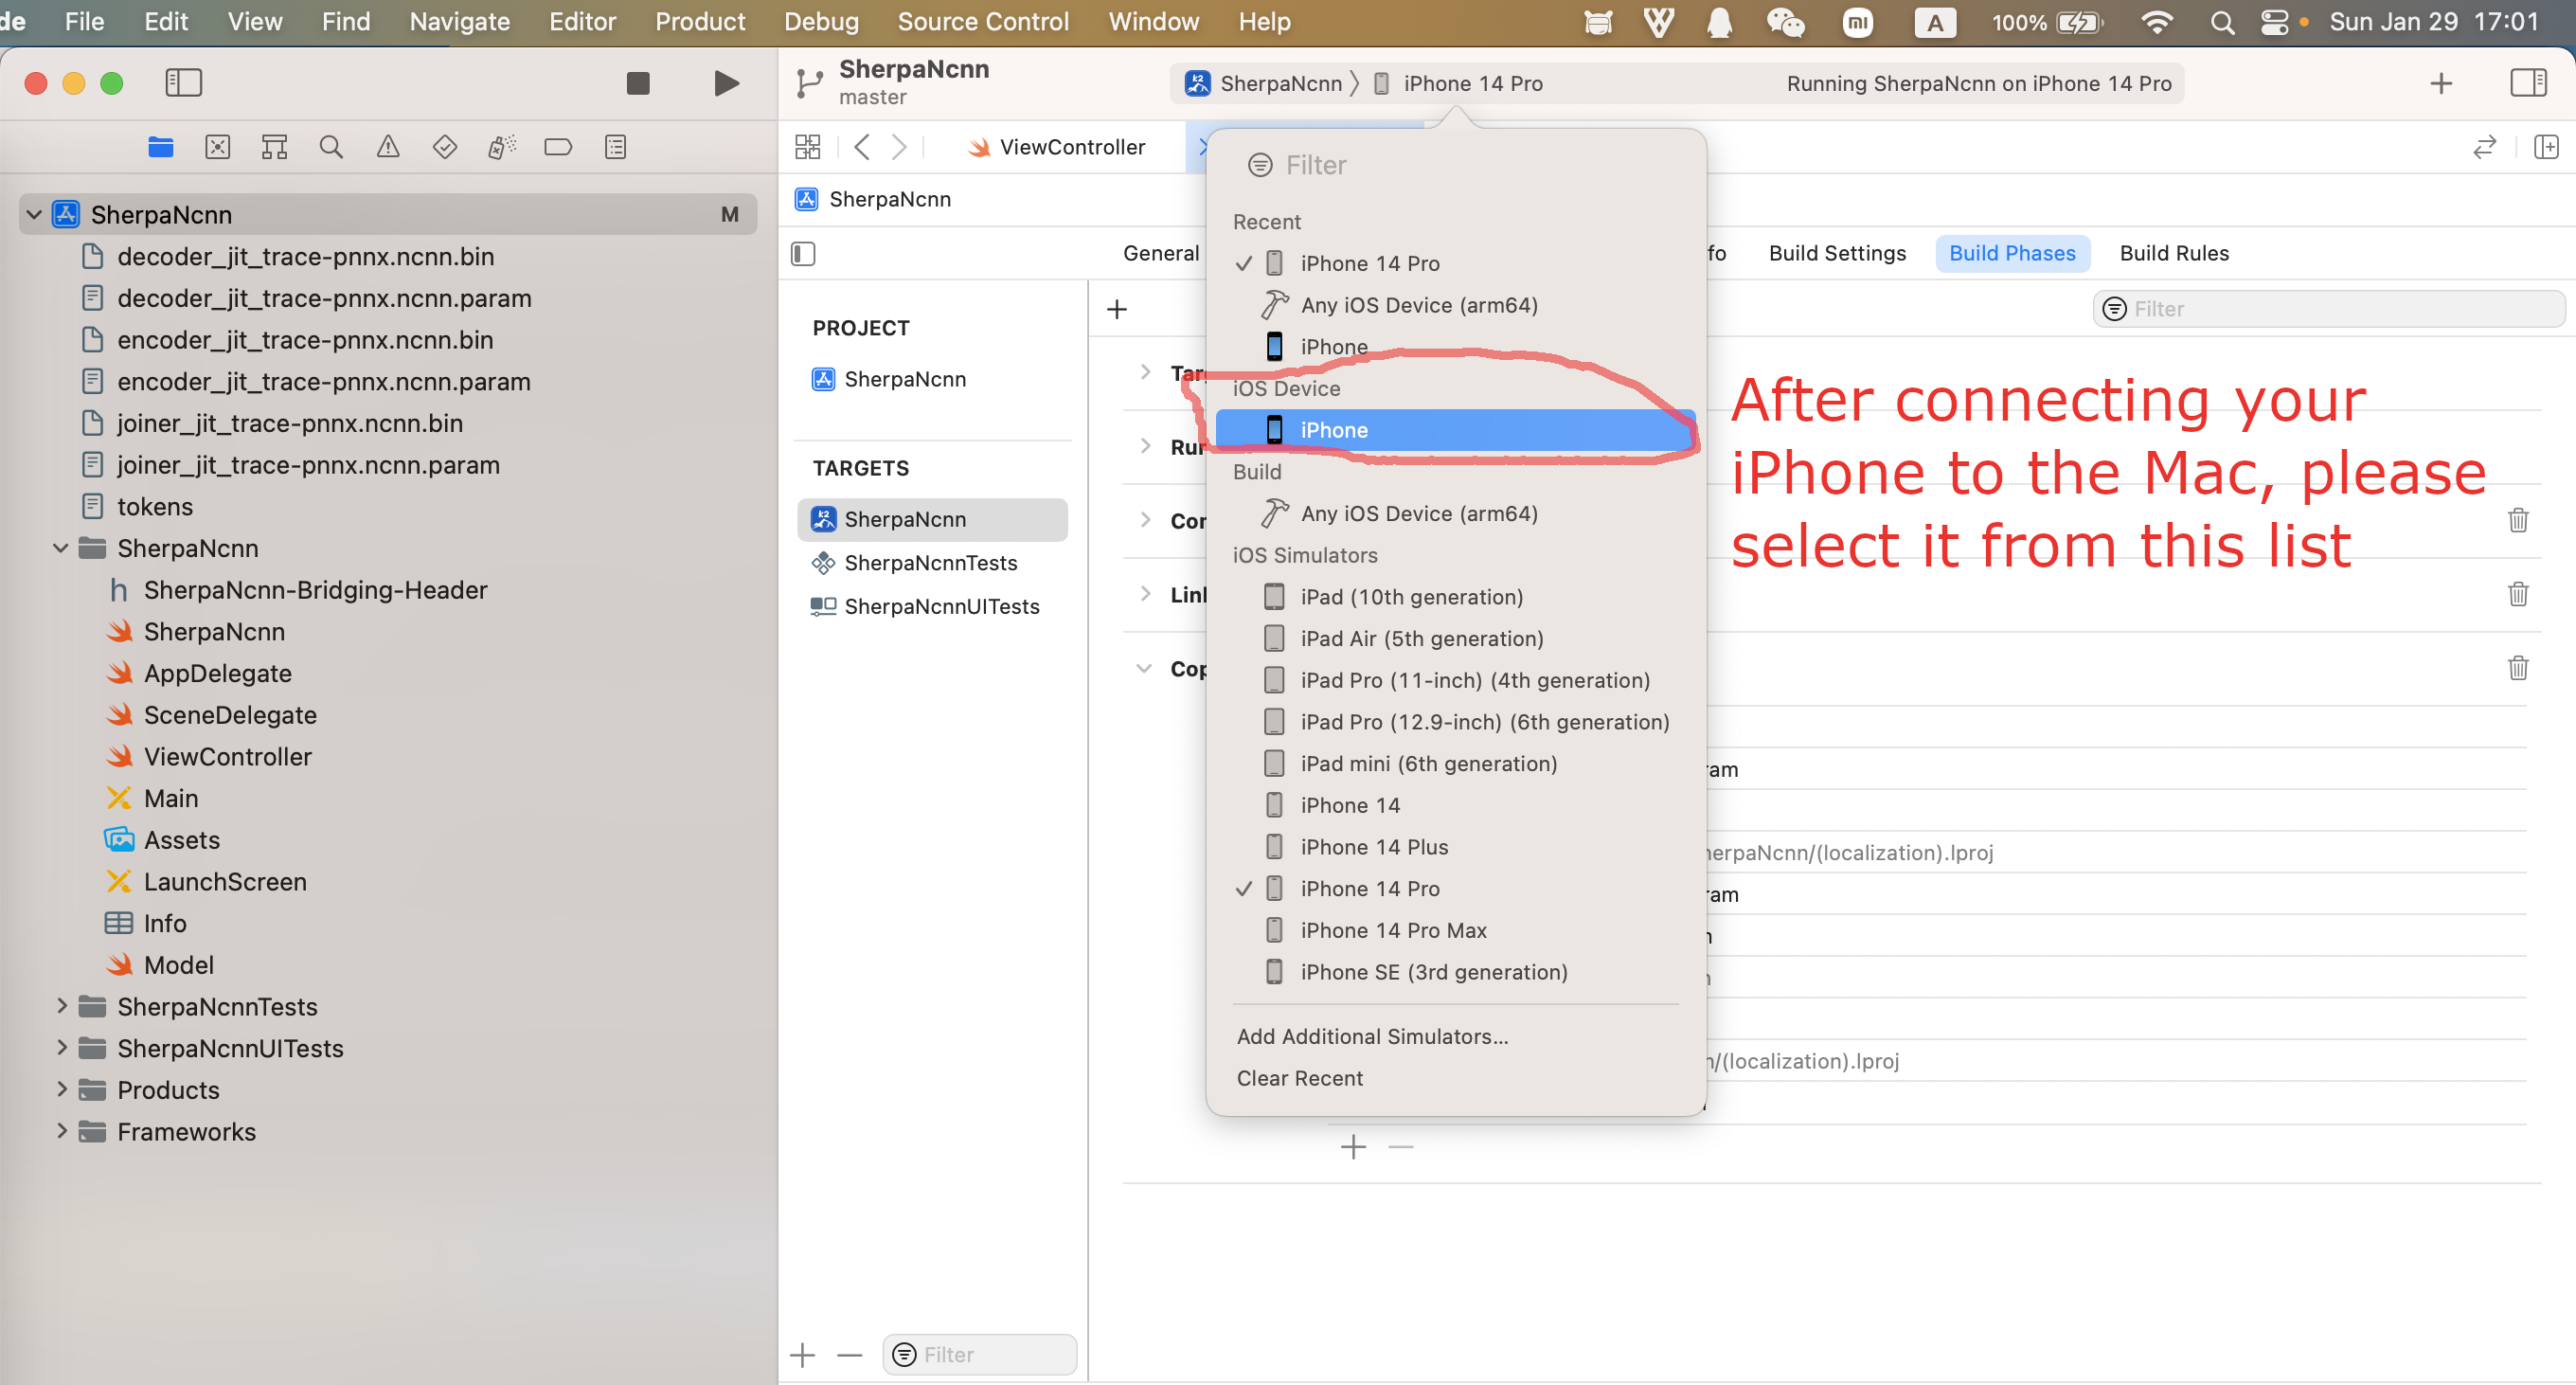 de File Edit View Find Navigate Editor Product Debug Source Control Window Help mi A 100% Sun Jan 29 17:01
SherpaNcnn
master
k2 SherpaNcnn iPhone 14 Pro Running SherpaNcnn on iPhone 14 Pro
ViewController
SherpaNcnn
General fo Build Settings Build Phases Build Rules
Filter
SherpaNcnn M
decoder_jit_trace-pnnx.ncnn.bin
decoder_jit_trace-pnnx.ncnn.param
encoder_jit_trace-pnnx.ncnn.bin
encoder_jit_trace-pnnx.ncnn.param
joiner_jit_trace-pnnx.ncnn.bin
joiner_jit_trace-pnnx.ncnn.param
tokens
SherpaNcnn
h SherpaNcnn-Bridging-Header
SherpaNcnn
AppDelegate
SceneDelegate
ViewController
Main
Assets
LaunchScreen
Info
Model
SherpaNcnnTests
SherpaNcnnUITests
Products
Frameworks
PROJECT
SherpaNcnn
TARGETS
k2 SherpaNcnn
SherpaNcnnTests
SherpaNcnnUITests
Filter
Filter
Recent
iPhone 14 Pro
Any iOS Device (arm64)
iPhone
iOS Device
iPhone
Build
Any iOS Device (arm64)
iOS Simulators
iPad (10th generation)
iPad Air (5th generation)
iPad Pro (11-inch) (4th generation)
iPad Pro (12.9-inch) (6th generation)
iPad mini (6th generation)
iPhone 14
iPhone 14 Plus
iPhone 14 Pro
iPhone 14 Pro Max
iPhone SE (3rd generation)
Add Additional Simulators...
Clear Recent
After connecting your
iPhone to the Mac, please
select it from this list
ram
herpaNcnn/(localization).lproj
ram
n/(localization).lproj